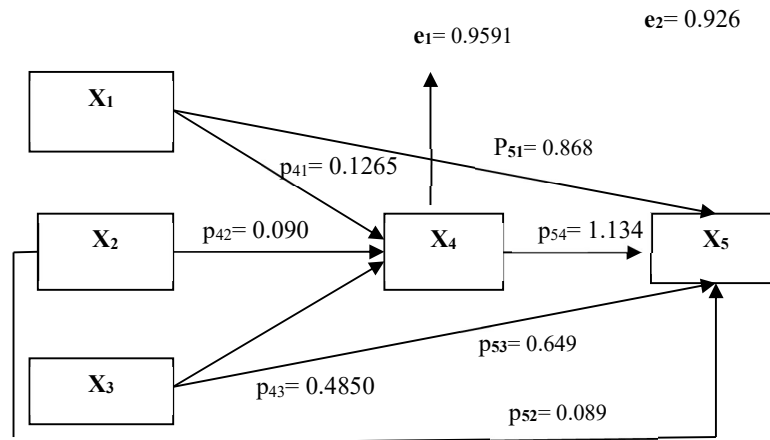 e₂= 0.926
e₁= 0.9591
X₁
P₅₁= 0.868
p₄₁= 0.1265
X₂
p₄₂= 0.090
X₄
p₅₄= 1.134
X₅
p₅₃= 0.649
X₃
p₄₃= 0.4850
p₅₂= 0.089